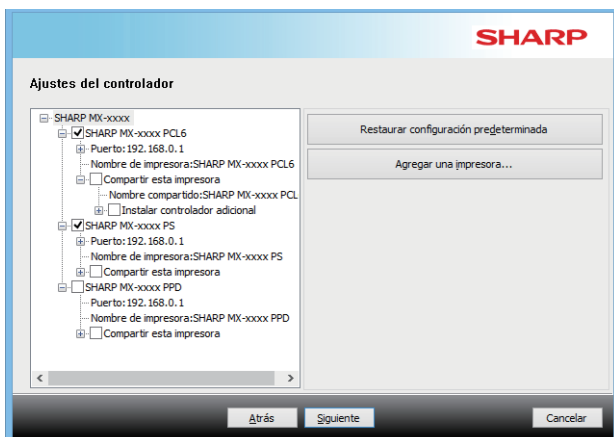 SHARP
Ajustes del controlador
SHARP MX-xxxx
SHARP MX-xxxx PCL6
Puerto:192.168.0.1
Nombre de impresora:SHARP MX-xxxx PCL6
Compartir esta impresora
Nombre compartido:SHARP MX-xxxx PCL
Instalar controlador adicional
SHARP MX-xxxx PS
Puerto:192.168.0.1
Nombre de impresora:SHARP MX-xxxx PS
Compartir esta impresora
SHARP MX-xxxx PPD
Puerto:192.168.0.1
Nombre de impresora:SHARP MX-xxxx PPD
Compartir esta impresora
Restaurar configuración predeterminada
Agregar una impresora...
Atrás
Siguiente
Cancelar